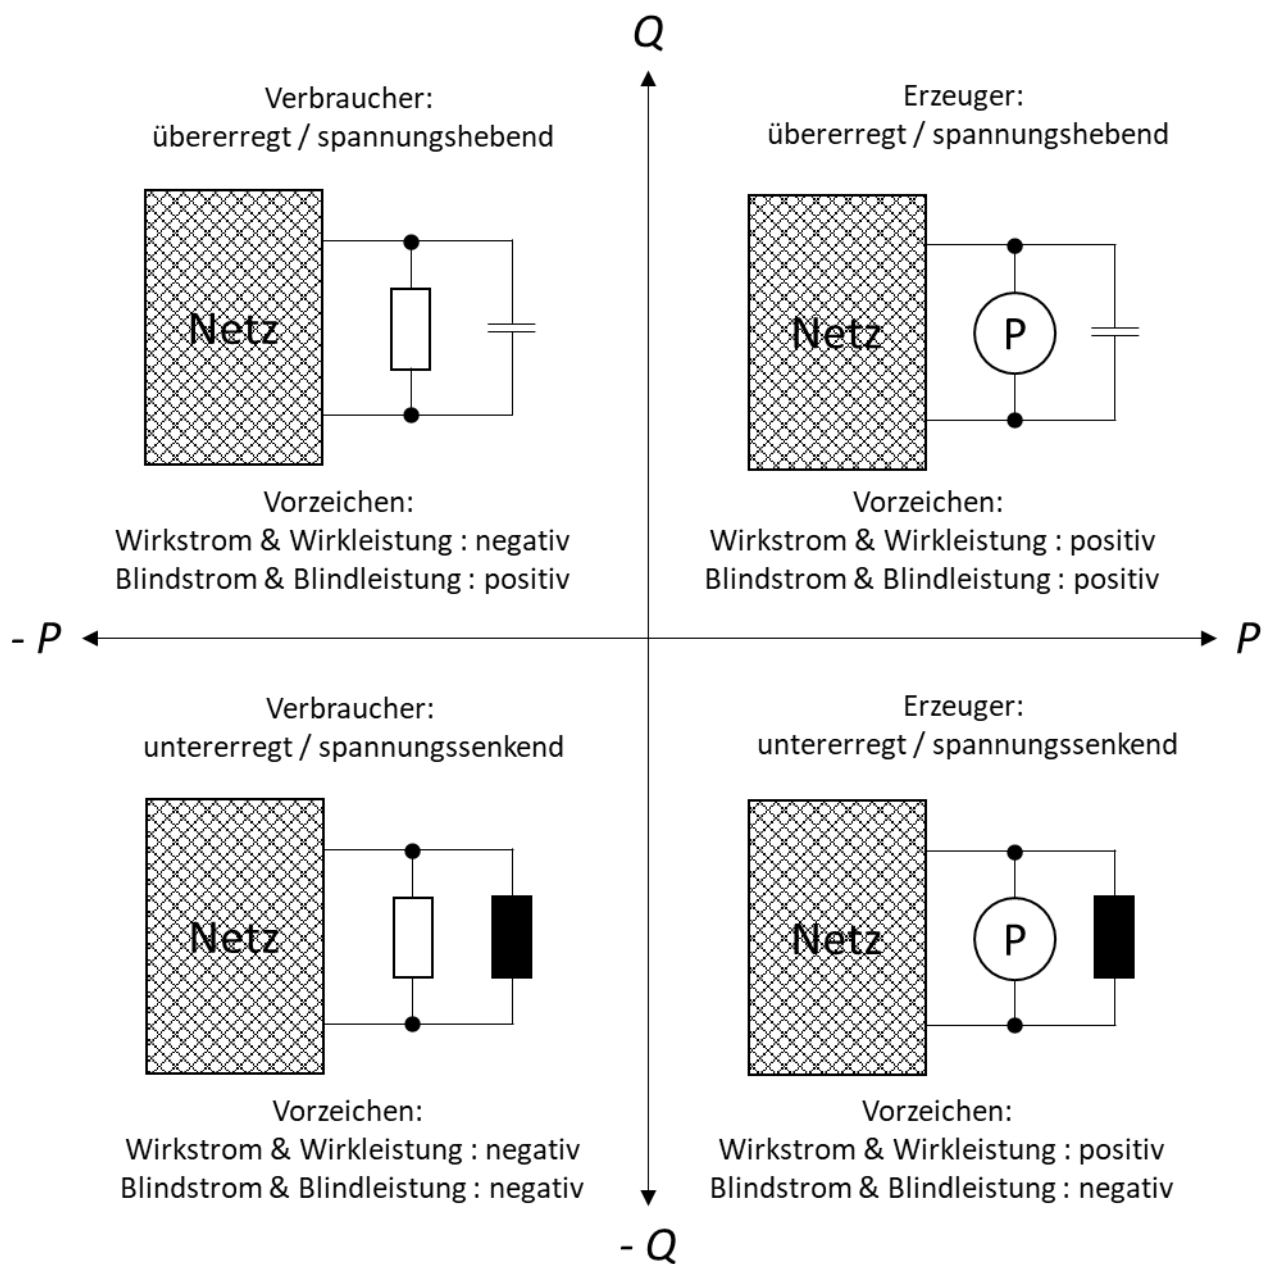 Q
Verbraucher:
übererregt / spannungshebend
Erzeuger:
übererregt / spannungshebend
Netz
Netz
P
Vorzeichen:
Wirkstrom & Wirkleistung : negativ
Blindstrom & Blindleistung : positiv
Vorzeichen:
Wirkstrom & Wirkleistung : positiv
Blindstrom & Blindleistung : positiv
- P
P
Verbraucher:
untererregt / spannungssenkend
Erzeuger:
untererregt / spannungssenkend
Netz
Netz
P
Vorzeichen:
Wirkstrom & Wirkleistung : negativ
Blindstrom & Blindleistung : negativ
Vorzeichen:
Wirkstrom & Wirkleistung : positiv
Blindstrom & Blindleistung : negativ
- Q